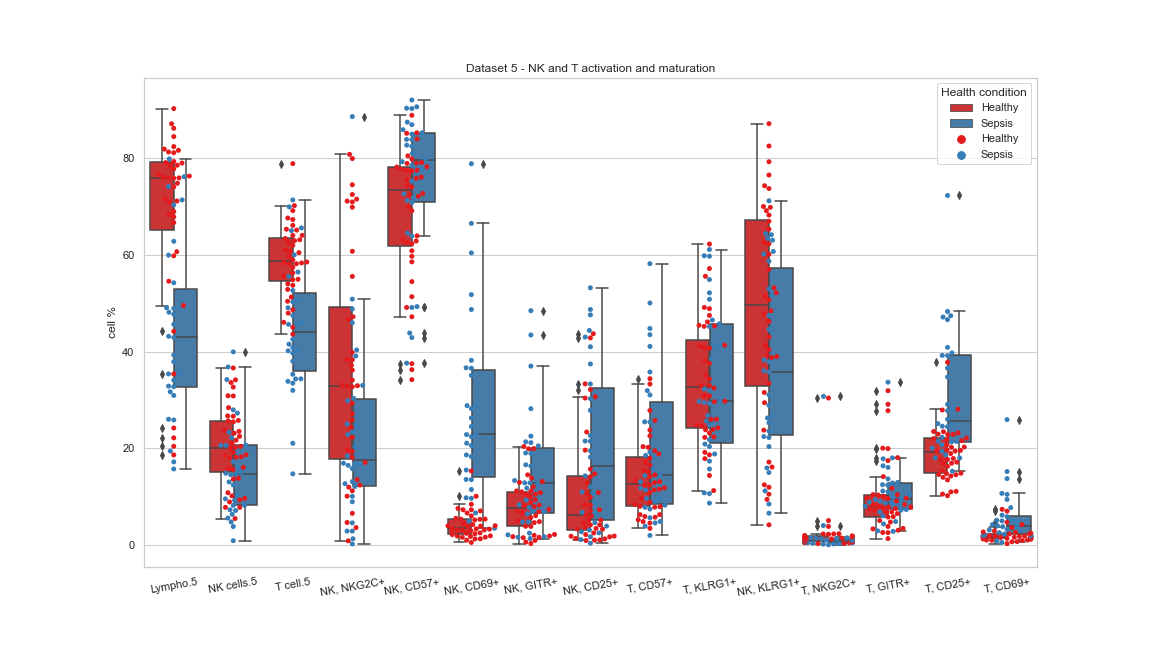 Dataset 5 - NK and T activation and maturation
Health condition
Healthy
Sepsis
Healthy
Sepsis
cell %
80
60
40
20
0
Lympho.5
NK cells.5
T cell.5
NK, NKG2C+
NK, CD57+
NK, CD69+
NK, GITR+
NK, CD25+
T, CD57+
T, KLRG1+
NK, KLRG1+
T, NKG2C+
T, GITR+
T, CD25+
T, CD69+